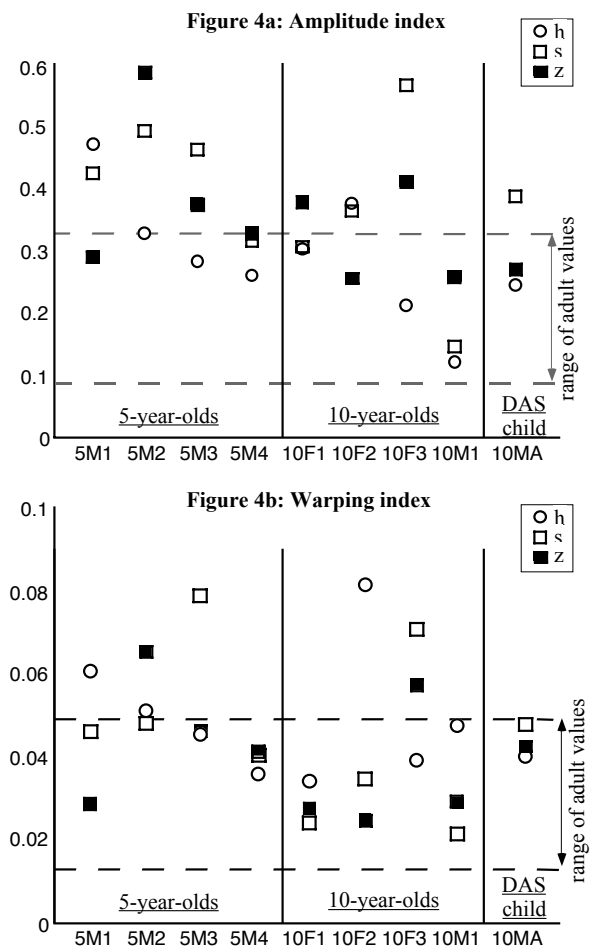 Figure 4a: Amplitude index
h
s
z
0.6
0.5
0.4
0.3
0.2
0.1
0
range of adult values
5-year-olds
10-year-olds
DAS
child
5M1 5M2 5M3 5M4 10F1 10F2 10F3 10M1 10MA
Figure 4b: Warping index
h
s
z
0.1
0.08
0.06
0.04
0.02
0
range of adult values
5-year-olds
10-year-olds
DAS
child
5M1 5M2 5M3 5M4 10F1 10F2 10F3 10M1 10MA